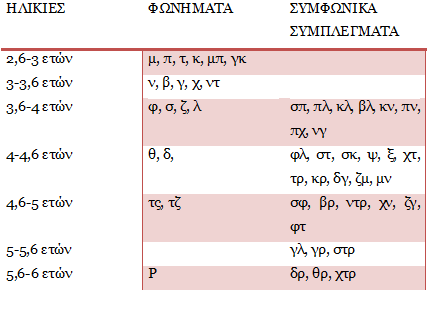 ΗΛΙΚΙΕΣ ΦΩΝΗΜΑΤΑ ΣΥΜΦΩΝΙΚΑ
ΣΥΜΠΛΕΓΜΑΤΑ
2,6-3 ετών μ, π, τ, κ, μπ, γκ
3-3,6 ετών ν, β, γ, χ, ντ
3,6-4 ετών φ, σ, ζ, λ σπ, πλ, κλ, βλ, κν, πν,
πχ, νγ
4-4,6 ετών θ, δ, φλ, στ, σκ, ψ, ξ, χτ,
τρ, κρ, δγ, ζμ, μν
4,6-5 ετών τς, τζ σφ, βρ, ντρ, χν, ζγ,
φτ
5-5,6 ετών γλ, γρ, στρ
5,6-6 ετών Ρ δρ, θρ, χτρ